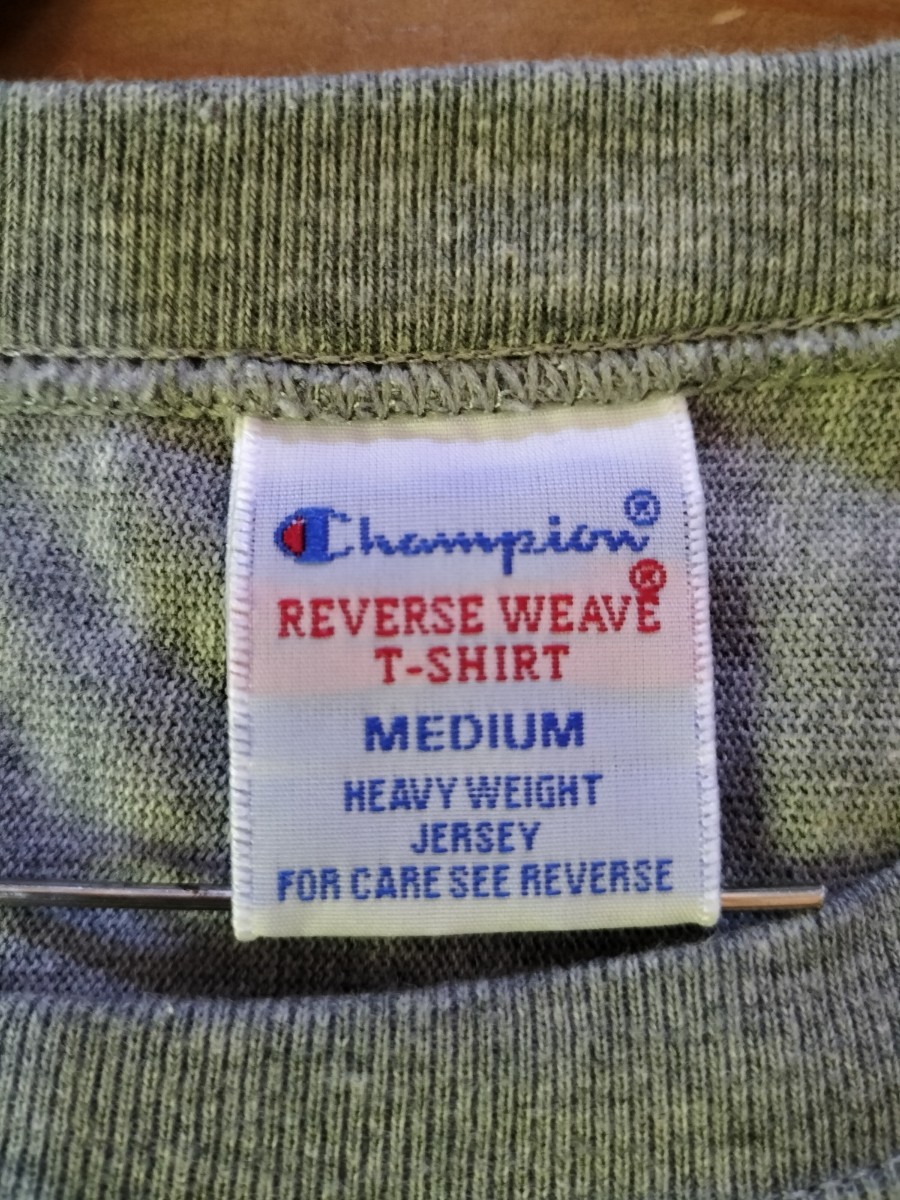 Champion®
REVERSE WEAVE®
T-SHIRT
MEDIUM
HEAVY WEIGHT
JERSEY
FOR CARE SEE REVERSE